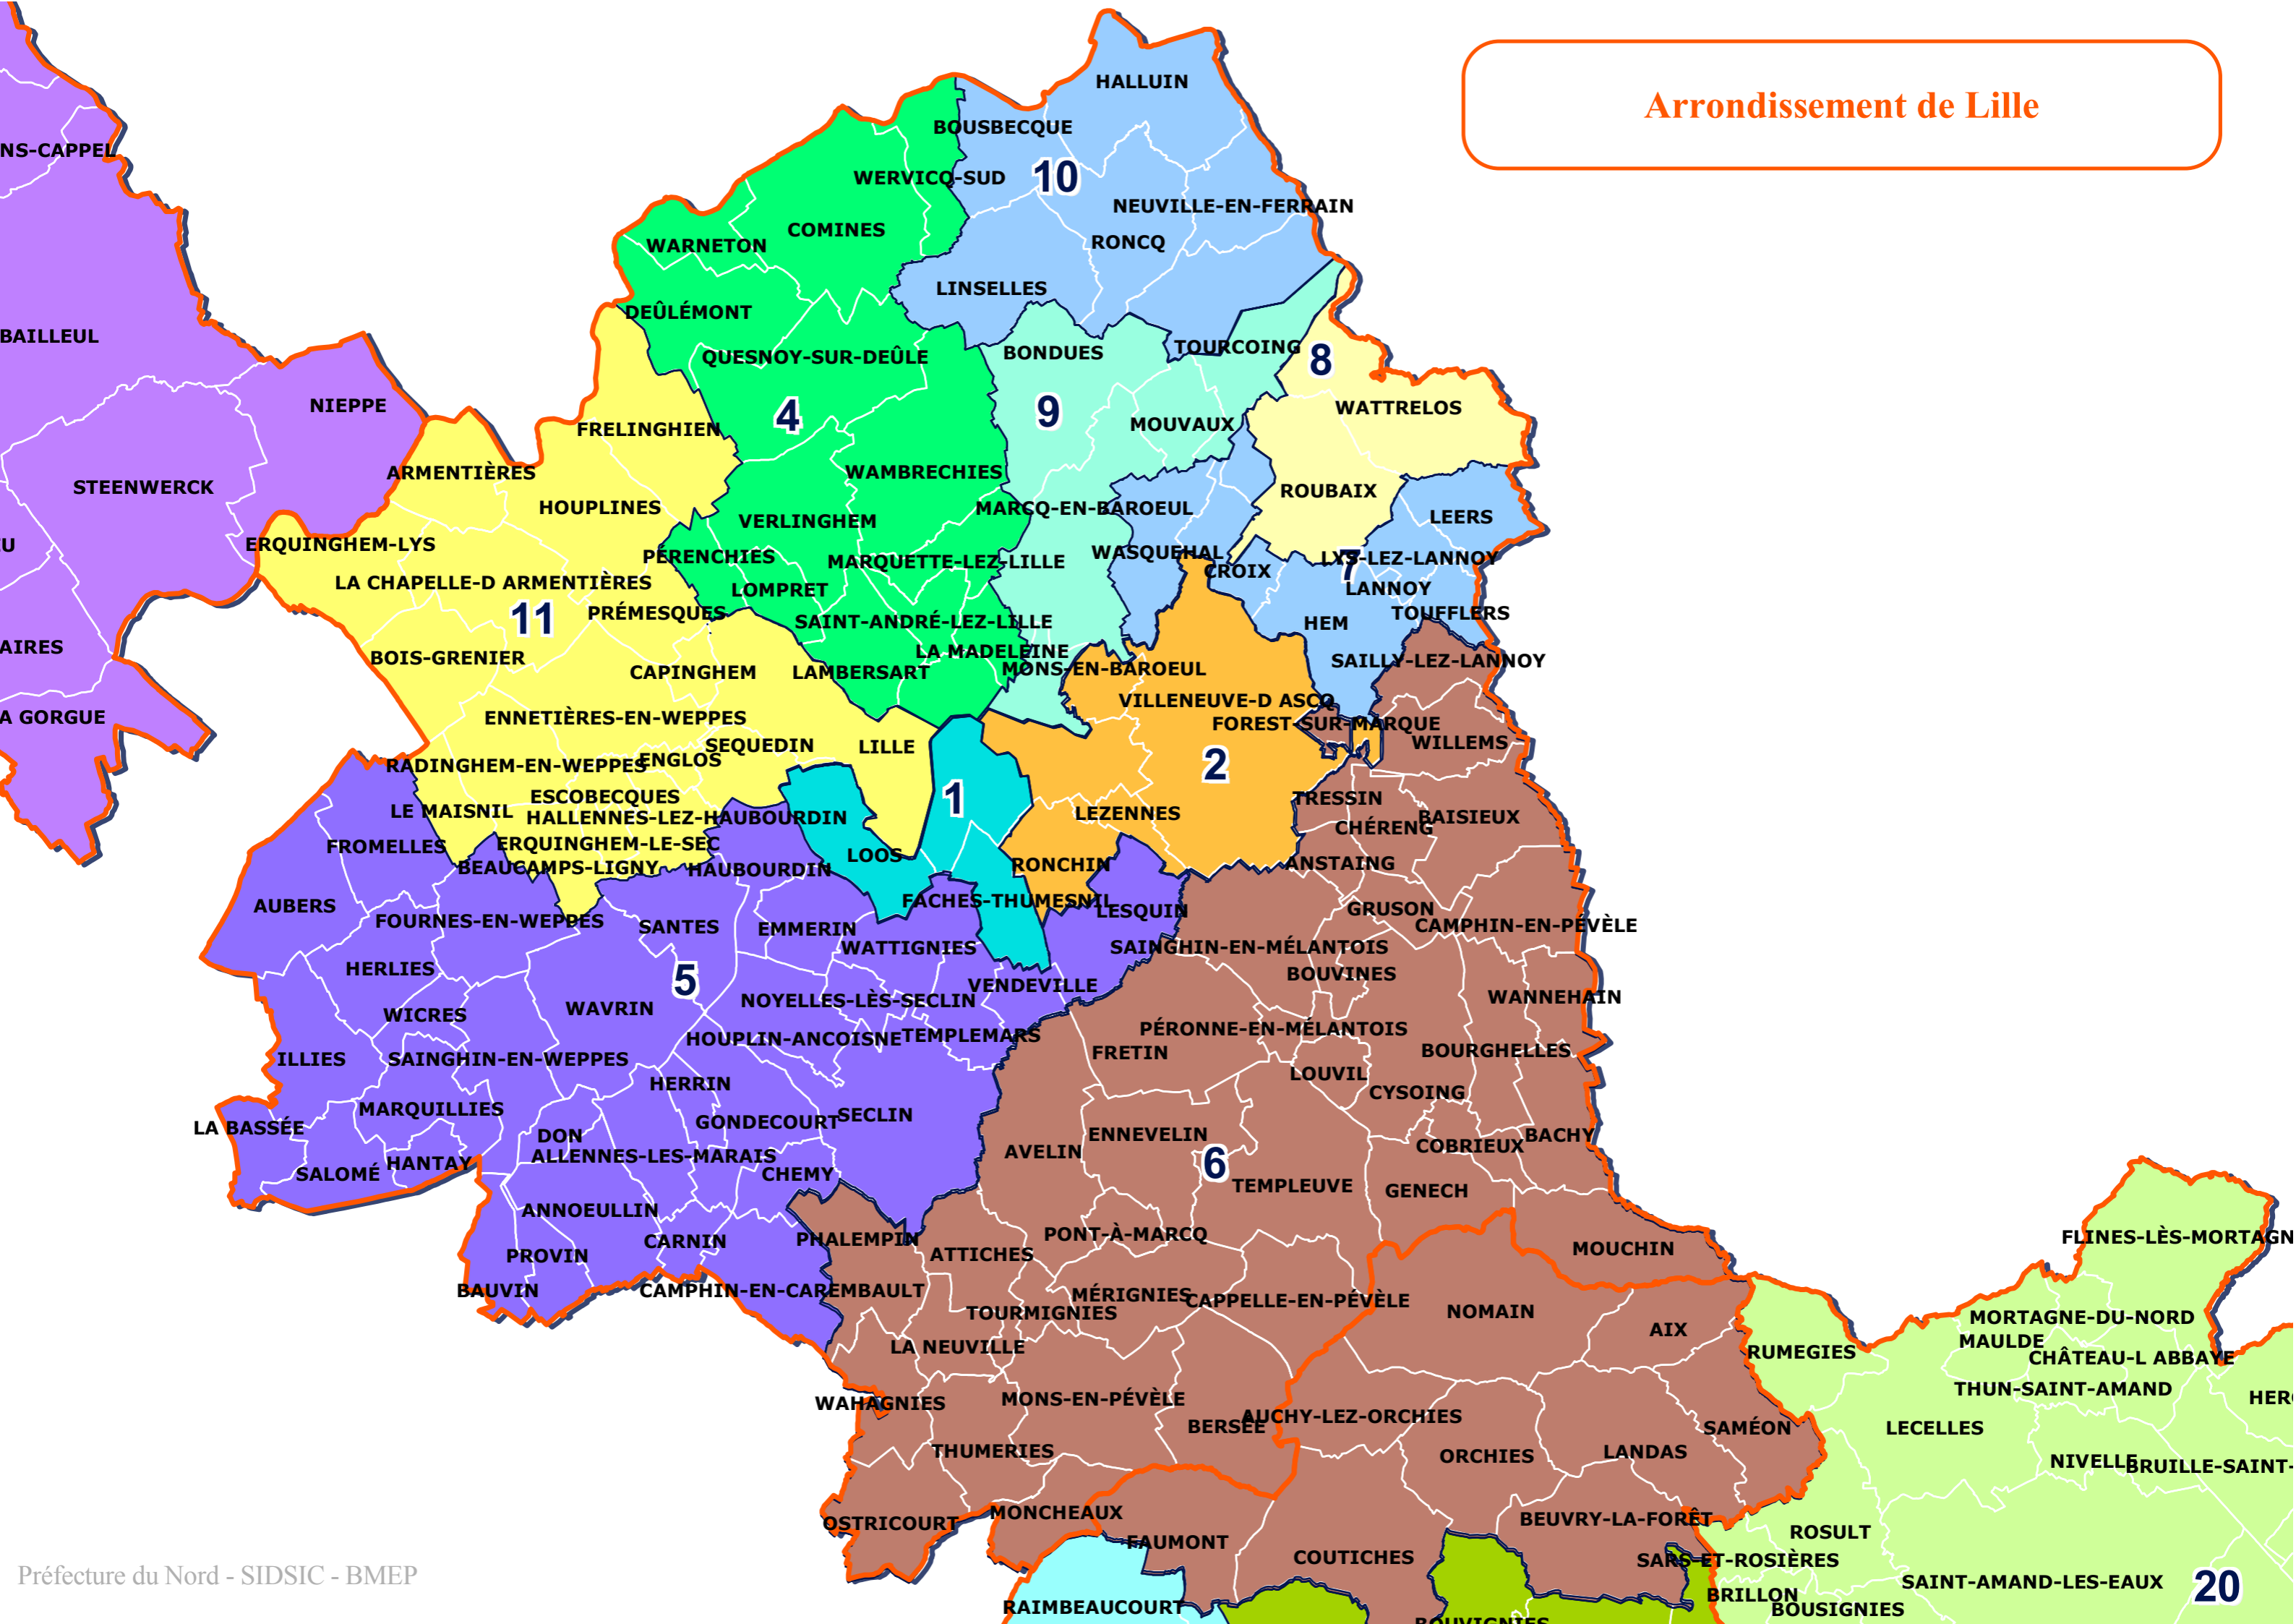 Arrondissement de Lille
HALLUIN
BOUSBECQUE
NS-CAPPEL
10
WERVICQ-SUD
NEUVILLE-EN-FERRAIN
COMINES
RONCQ
WARNETON
LINSELLES
DEÛLÉMONT
BAILLEUL
TOURCOING
BONDUES
QUESNOY-SUR-DEÛLE
8
NIEPPE
WATTRELOS
9
4
MOUVAUX
FRELINGHIEN
ARMENTIÈRES
WAMBRECHIES
STEENWERCK
ROUBAIX
HOUPLINES
MARCQ-EN-BAROEUL
LEERS
VERLINGHEM
U
ERQUINGHEM-LYS
WASQUEHAL
PÉRENCHIES
LYS-LEZ-LANNOY
7
MARQUETTE-LEZ-LILLE
CROIX
LA CHAPELLE-D ARMENTIÈRES
LOMPRET
LANNOY
PRÉMESQUES
TOUFFLERS
11
SAINT-ANDRÉ-LEZ-LILLE
HEM
AIRES
LA MADELEINE
BOIS-GRENIER
SAILLY-LEZ-LANNOY
MONS-EN-BAROEUL
CAPINGHEM
LAMBERSART
VILLENEUVE-D ASCQ
A GORGUE
ENNETIÈRES-EN-WEPPES
FOREST-SUR-MARQUE
WILLEMS
SEQUEDIN
LILLE
ENGLOS
RADINGHEM-EN-WEPPES
2
ESCOBECQUES
1
TRESSIN
LE MAISNIL
LEZENNES
HALLENNES-LEZ-HAUBOURDIN
BAISIEUX
CHÉRENG
ERQUINGHEM-LE-SEC
FROMELLES
LOOS
ANSTAING
RONCHIN
BEAUCAMPS-LIGNY
HAUBOURDIN
FACHES-THUMESNIL
AUBERS
GRUSON
LESQUIN
FOURNES-EN-WEPPES
SANTES
EMMERIN
CAMPHIN-EN-PÉVÈLE
WATTIGNIES
SAINGHIN-EN-MÉLANTOIS
HERLIES
BOUVINES
5
VENDEVILLE
NOYELLES-LÈS-SECLIN
WANNEHAIN
WAVRIN
WICRES
PÉRONNE-EN-MÉLANTOIS
HOUPLIN-ANCOISNE
TEMPLEMARS
BOURGHELLES
FRETIN
ILLIES
SAINGHIN-EN-WEPPES
LOUVIL
HERRIN
CYSOING
MARQUILLIES
SECLIN
GONDECOURT
LA BASSÉE
DON
ENNEVELIN
BACHY
COBRIEUX
AVELIN
ALLENNES-LES-MARAIS
HANTAY
6
SALOMÉ
CHEMY
TEMPLEUVE
GENECH
ANNOEULLIN
PONT-À-MARCQ
FLINES-LÈS-MORTAGN
PHALEMPIN
CARNIN
MOUCHIN
PROVIN
ATTICHES
BAUVIN
CAMPHIN-EN-CAREMBAULT
MÉRIGNIES
CAPPELLE-EN-PÉVÈLE
NOMAIN
TOURMIGNIES
MORTAGNE-DU-NORD
AIX
MAULDE
LA NEUVILLE
RUMEGIES
CHÂTEAU-L ABBAYE
THUN-SAINT-AMAND
HER
WAHAGNIES
MONS-EN-PÉVÈLE
AUCHY-LEZ-ORCHIES
BERSÉE
SAMÉON
LECELLES
THUMERIES
LANDAS
ORCHIES
NIVELLE
BRUILLE-SAINT-
MONCHEAUX
OSTRICOURT
BEUVRY-LA-FORÊT
ROSULT
FAUMONT
COUTICHES
SARS-ET-ROSIÈRES
Préfecture du Nord - SIDSIC - BMEP
SAINT-AMAND-LES-EAUX
20
BRILLON
RAIMBEAUCOURT
BOUSIGNIES
BOUVIGNIES